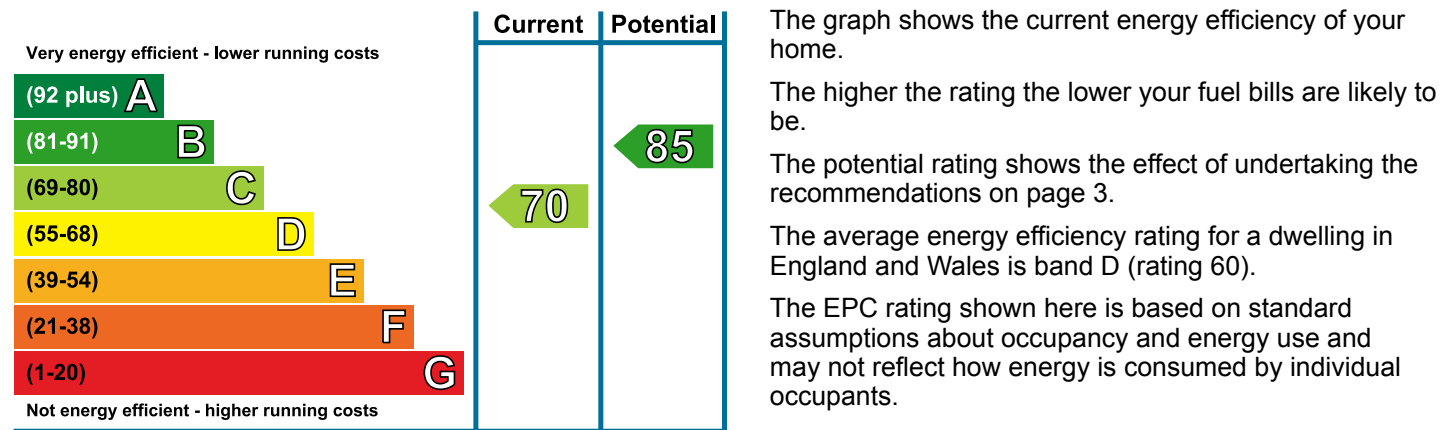 Current Potential
Very energy efficient - lower running costs
(92 plus) A
(81-91) B
85
(69-80) C
70
(55-68) D
(39-54) E
(21-38) F
(1-20) G
Not energy efficient - higher running costs
The graph shows the current energy efficiency of your
home.
The higher the rating the lower your fuel bills are likely to
be.
The potential rating shows the effect of undertaking the
recommendations on page 3.
The average energy efficiency rating for a dwelling in
England and Wales is band D (rating 60).
The EPC rating shown here is based on standard
assumptions about occupancy and energy use and
may not reflect how energy is consumed by individual
occupants.